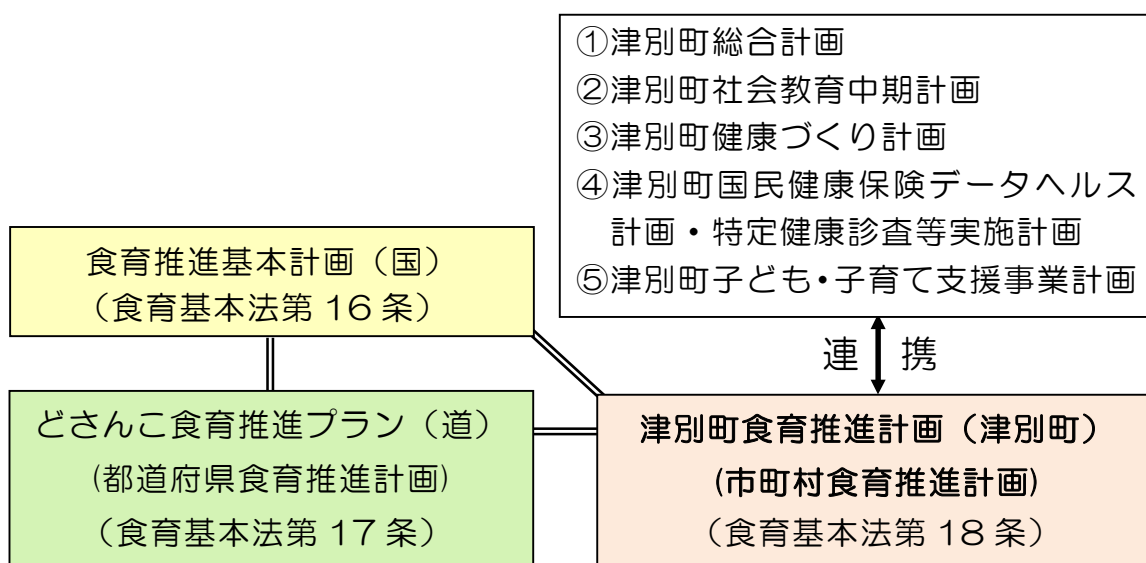 ①津別町総合計画
②津別町社会教育中期計画
③津別町健康づくり計画
④津別町国民健康保険データヘルス
計画・特定健康診査等実施計画
⑤津別町子ども・子育て支援事業計画
食育推進基本計画（国）
（食育基本法第 16 条）
連 携
どさんこ食育推進プラン（道）
(都道府県食育推進計画)
（食育基本法第 17 条）
津別町食育推進計画（津別町）
(市町村食育推進計画)
（食育基本法第 18 条）